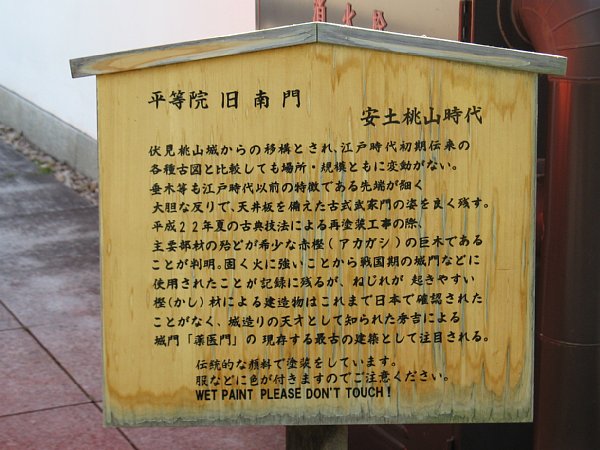 平等院 旧 南門
安土桃山時代
伏見桃山城からの移構とされ、江戸時代初期伝来の
各種古図と比較しても場所・規模ともに変動がない。
垂木等も江戸時代以前の特徴である先端が細く
大胆な反りで、天井板を備えた古式武家門の姿を良く残す。
平成22年夏の古典技法による再塗装工事の際、
主要部材の殆どが希少な赤樫(アカガシ)の巨木である
ことが判明。固く火に強いことから戦国期の城門などに
使用されたことが記録に残るが、ねじれが 起きやすい
樫(かし)材による建造物はこれまで日本で確認された
ことがなく、城造りの天才として知られた秀吉による
城門「薬医門」の 現存する最古の建築として注目される。
伝統的な顔料で塗装をしています。
服などに色が付きますのでご注意ください。
WET PAINT PLEASE DON'T TOUCH!